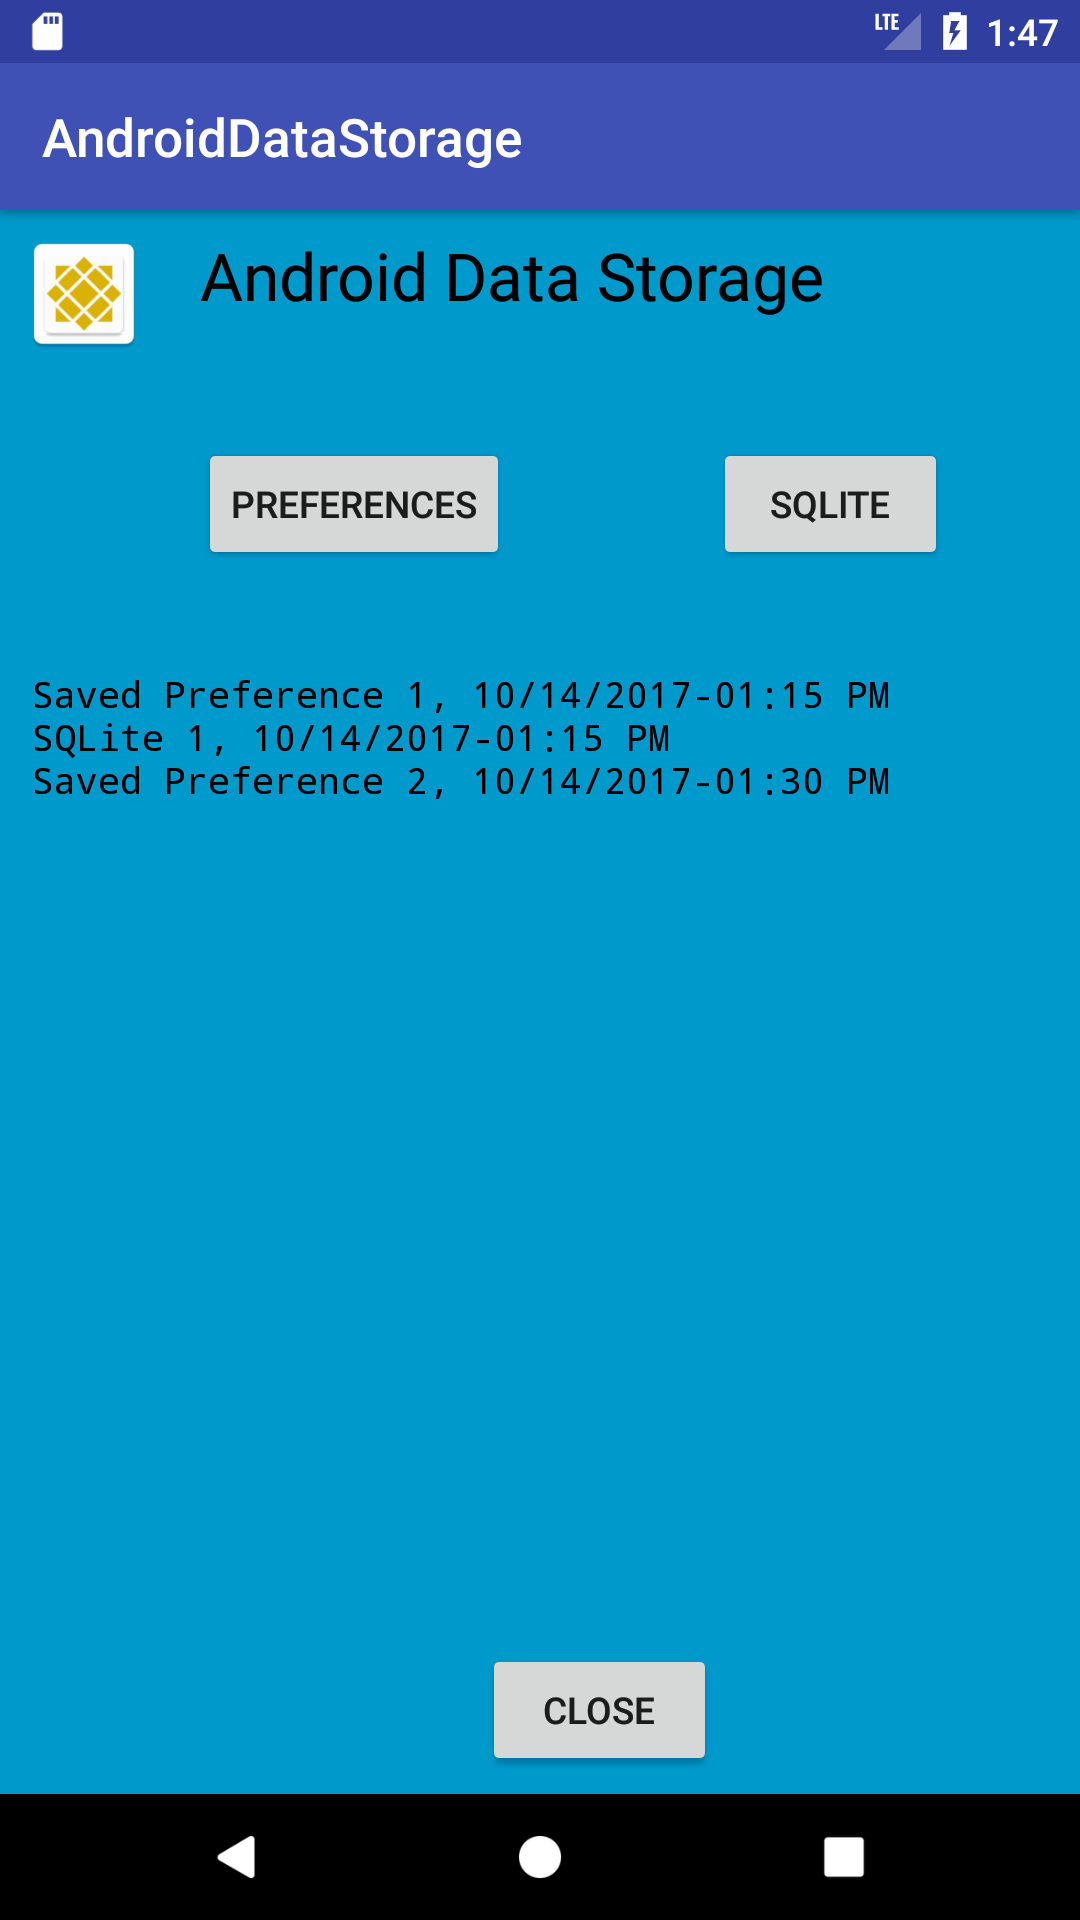 LTE 1:47
AndroidDataStorage
Android Data Storage
PREFERENCES SQLITE
Saved Preference 1, 10/14/2017-01:15 PM
SQLite 1, 10/14/2017-01:15 PM
Saved Preference 2, 10/14/2017-01:30 PM
CLOSE